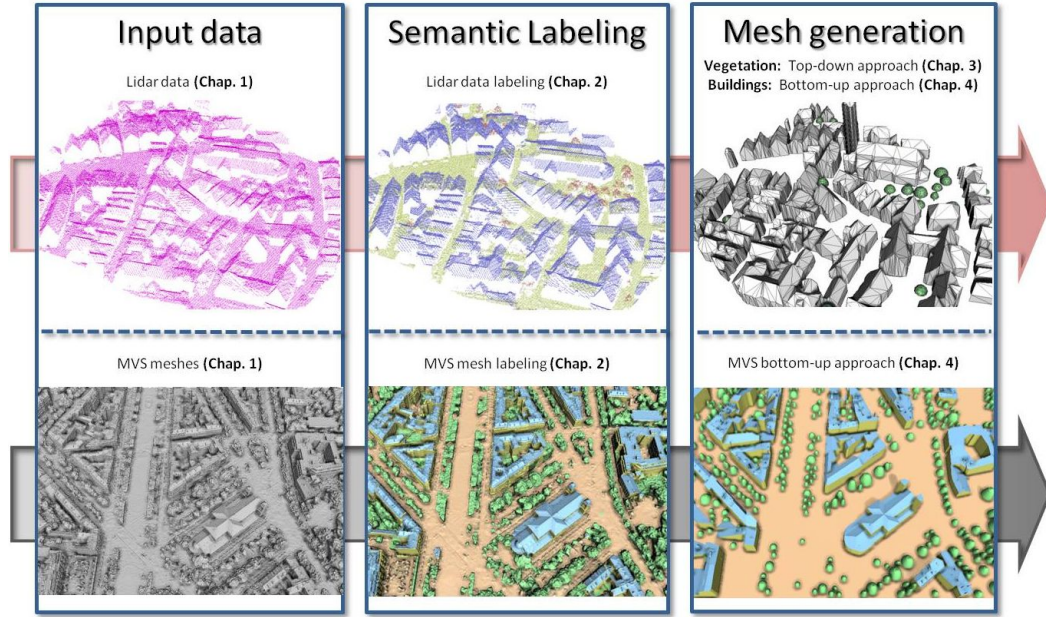 Input data
Lidar data (Chap. 1)
MVS meshes (Chap. 1)
Semantic Labeling
Lidar data labeling (Chap. 2)
MVS mesh labeling (Chap. 2)
Mesh generation
Vegetation: Top-down approach (Chap. 3)
Buildings: Bottom-up approach (Chap. 4)
MVS bottom-up approach (Chap. 4)